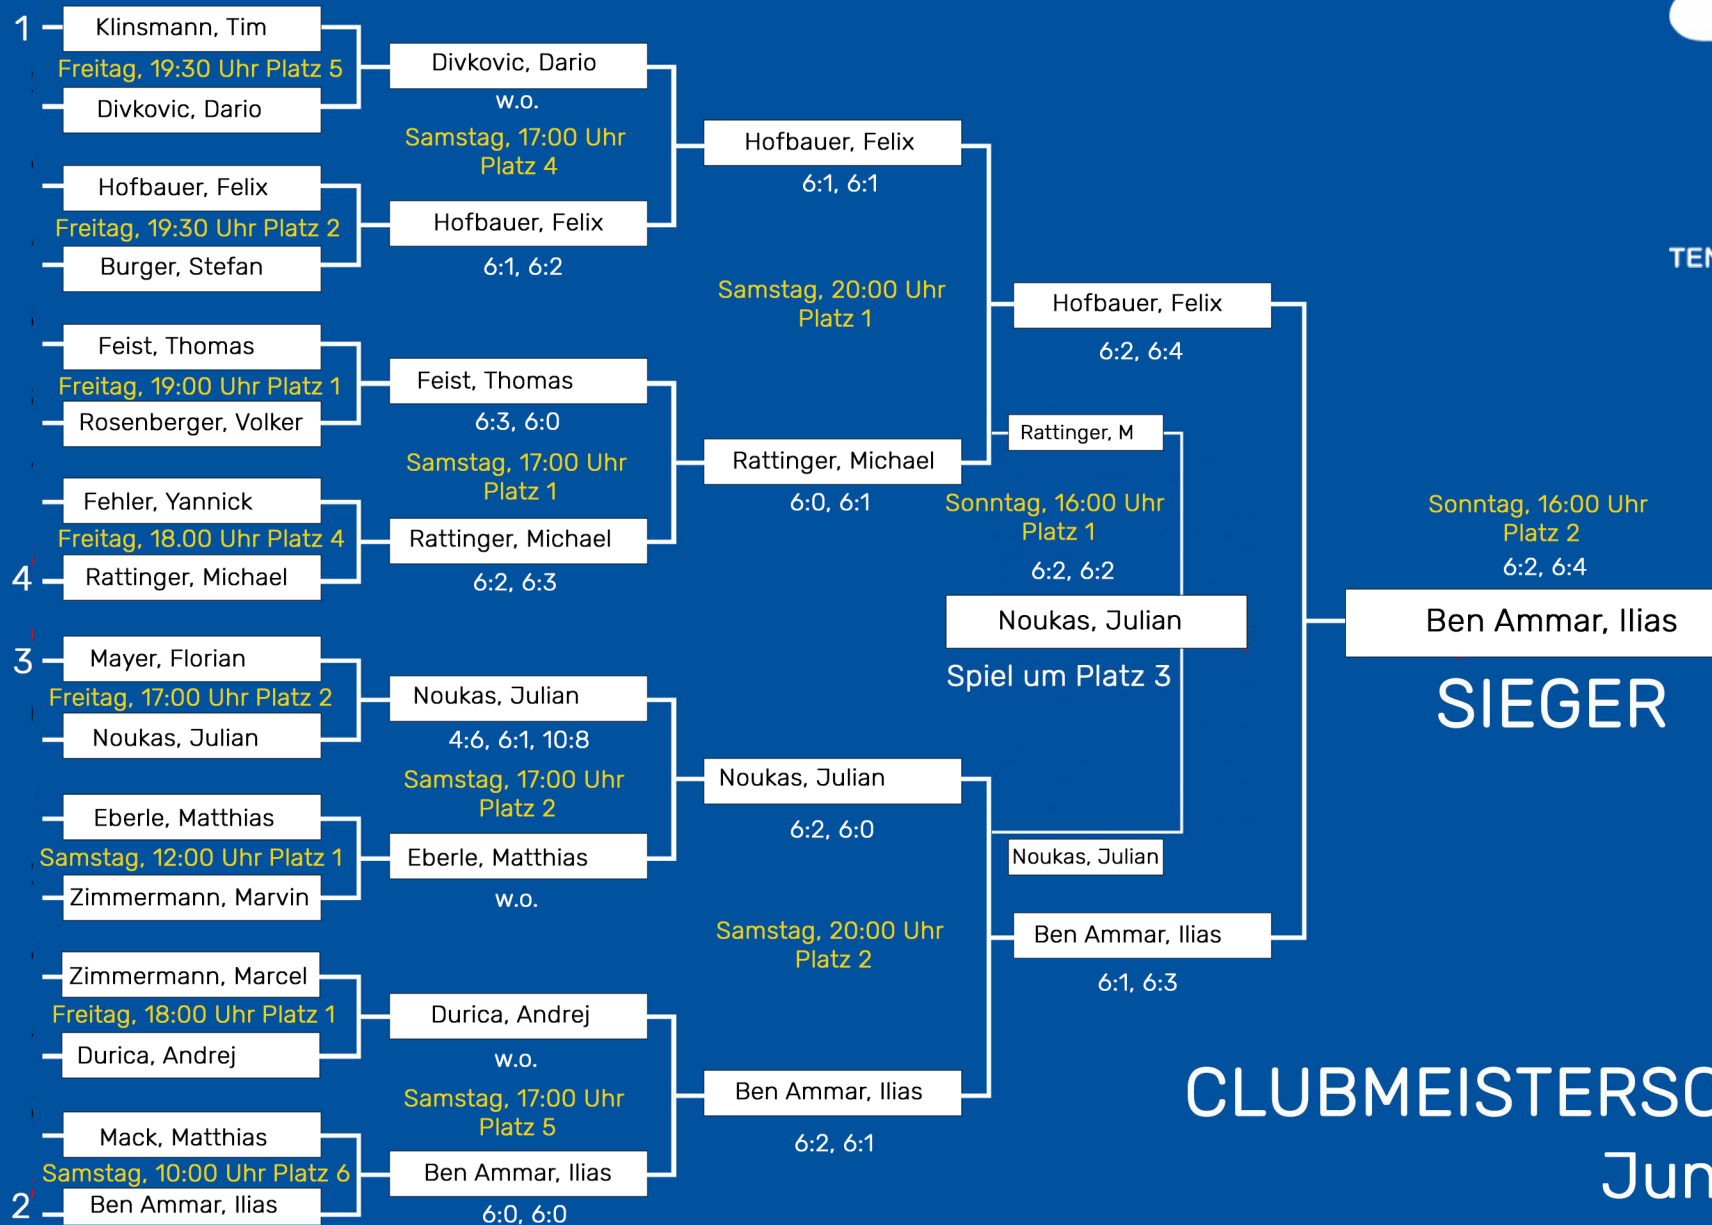 1
Klinsmann, Tim
Freitag, 19:30 Uhr Platz 5
Divkovic, Dario
Hofbauer, Felix
Freitag, 19:30 Uhr Platz 2
Burger, Stefan
Feist, Thomas
Freitag, 19:00 Uhr Platz 1
Rosenberger, Volker
Fehler, Yannick
Freitag, 18.00 Uhr Platz 4
4
Rattinger, Michael
3
Mayer, Florian
Freitag, 17:00 Uhr Platz 2
Noukas, Julian
Eberle, Matthias
Samstag, 12:00 Uhr Platz 1
Zimmermann, Marvin
Zimmermann, Marcel
Freitag, 18:00 Uhr Platz 1
Durica, Andrej
Mack, Matthias
Samstag, 10:00 Uhr Platz 6
2
Ben Ammar, Ilias
Divkovic, Dario
w.o.
Samstag, 17:00 Uhr
Platz 4
Hofbauer, Felix
6:1, 6:2
Feist, Thomas
6:3, 6:0
Samstag, 17:00 Uhr
Platz 1
Rattinger, Michael
6:2, 6:3
Noukas, Julian
4:6, 6:1, 10:8
Samstag, 17:00 Uhr
Platz 2
Eberle, Matthias
w.o.
Durica, Andrej
w.o.
Samstag, 17:00 Uhr
Platz 5
Ben Ammar, Ilias
6:0, 6:0
Hofbauer, Felix
6:1, 6:1
Samstag, 20:00 Uhr
Platz 1
Rattinger, Michael
6:0, 6:1
Noukas, Julian
6:2, 6:0
Samstag, 20:00 Uhr
Platz 2
Ben Ammar, Ilias
6:2, 6:1
Hofbauer, Felix
6:2, 6:4
Rattinger, M
Sonntag, 16:00 Uhr
Platz 1
6:2, 6:2
Noukas, Julian
Spiel um Platz 3
Noukas, Julian
Ben Ammar, Ilias
6:1, 6:3
TEN
Sonntag, 16:00 Uhr
Platz 2
6:2, 6:4
Ben Ammar, Ilias
SIEGER
CLUBMEISTERSC
Jun